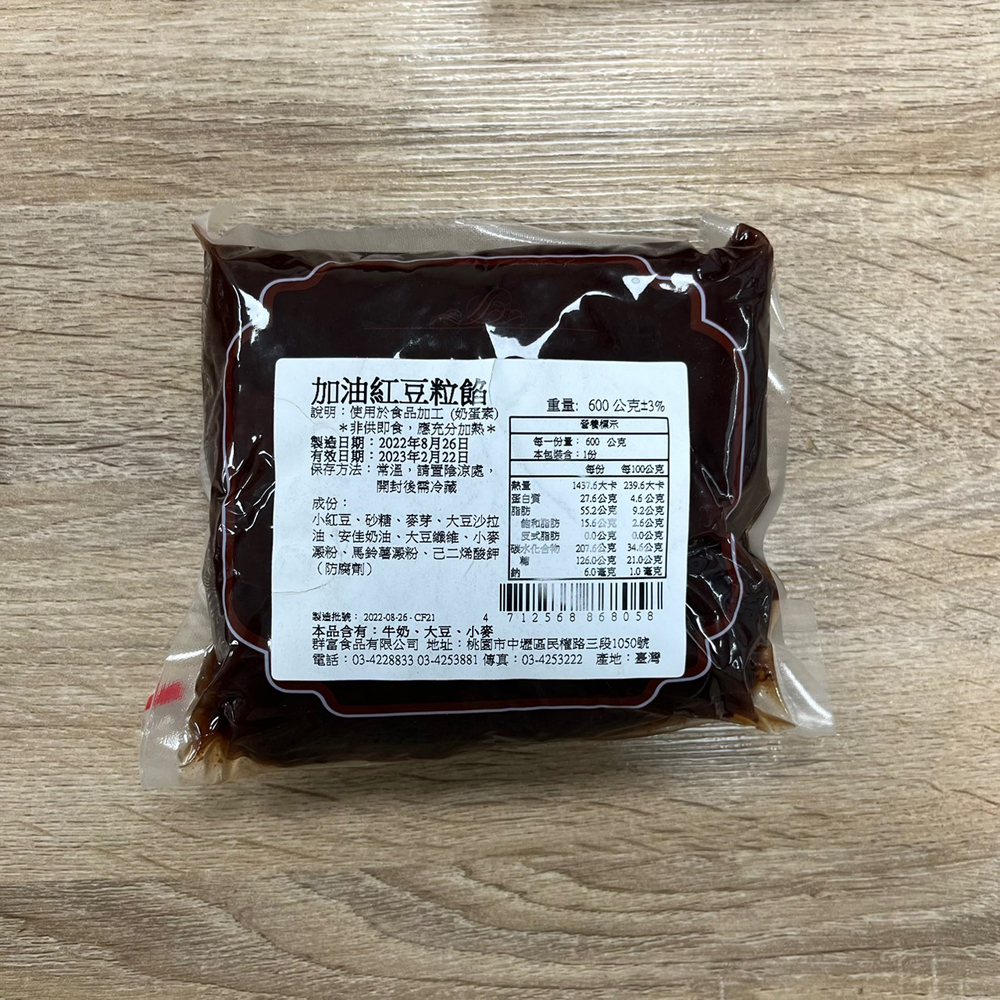 加油紅豆粒餡
說明：使用於食品加工 (奶蛋素)
＊非供即食，應充分加熱＊
製造日期：2022年8月26日
有效日期：2023年2月22日
保存方法：常溫，請置陰涼處，
開封後需冷藏
成份：
小紅豆、砂糖、麥芽、大豆沙拉
油、安佳奶油、大豆纖維、小麥
澱粉、馬鈴薯澱粉、己二烯酸鉀
（防腐劑）
重量: 600 公克±3%
營養標示
每一份量： 600 公克
本包裝含：1份
每份 每100公克
熱量 1437.6大卡 239.6大卡
蛋白質 27.6公克 4.6 公克
脂肪 55.2公克 9.2公克
飽和脂肪 15.6公克 2.6公克
反式脂肪 0.0公克 0.0公克
碳水化合物 207.6公克 34.6公克
糖 126.0公克 21.0公克
鈉 6.0 毫克 1.0 毫克
4 712568 868058
製造批號： 2022-08-26 - CF21
本品含有：牛奶、大豆、小麥
群富食品有限公司 地址：桃園市中壢區民權路三段1050號
電話：03-4228833 03-4253881 傳真：03-4253222 產地：臺灣